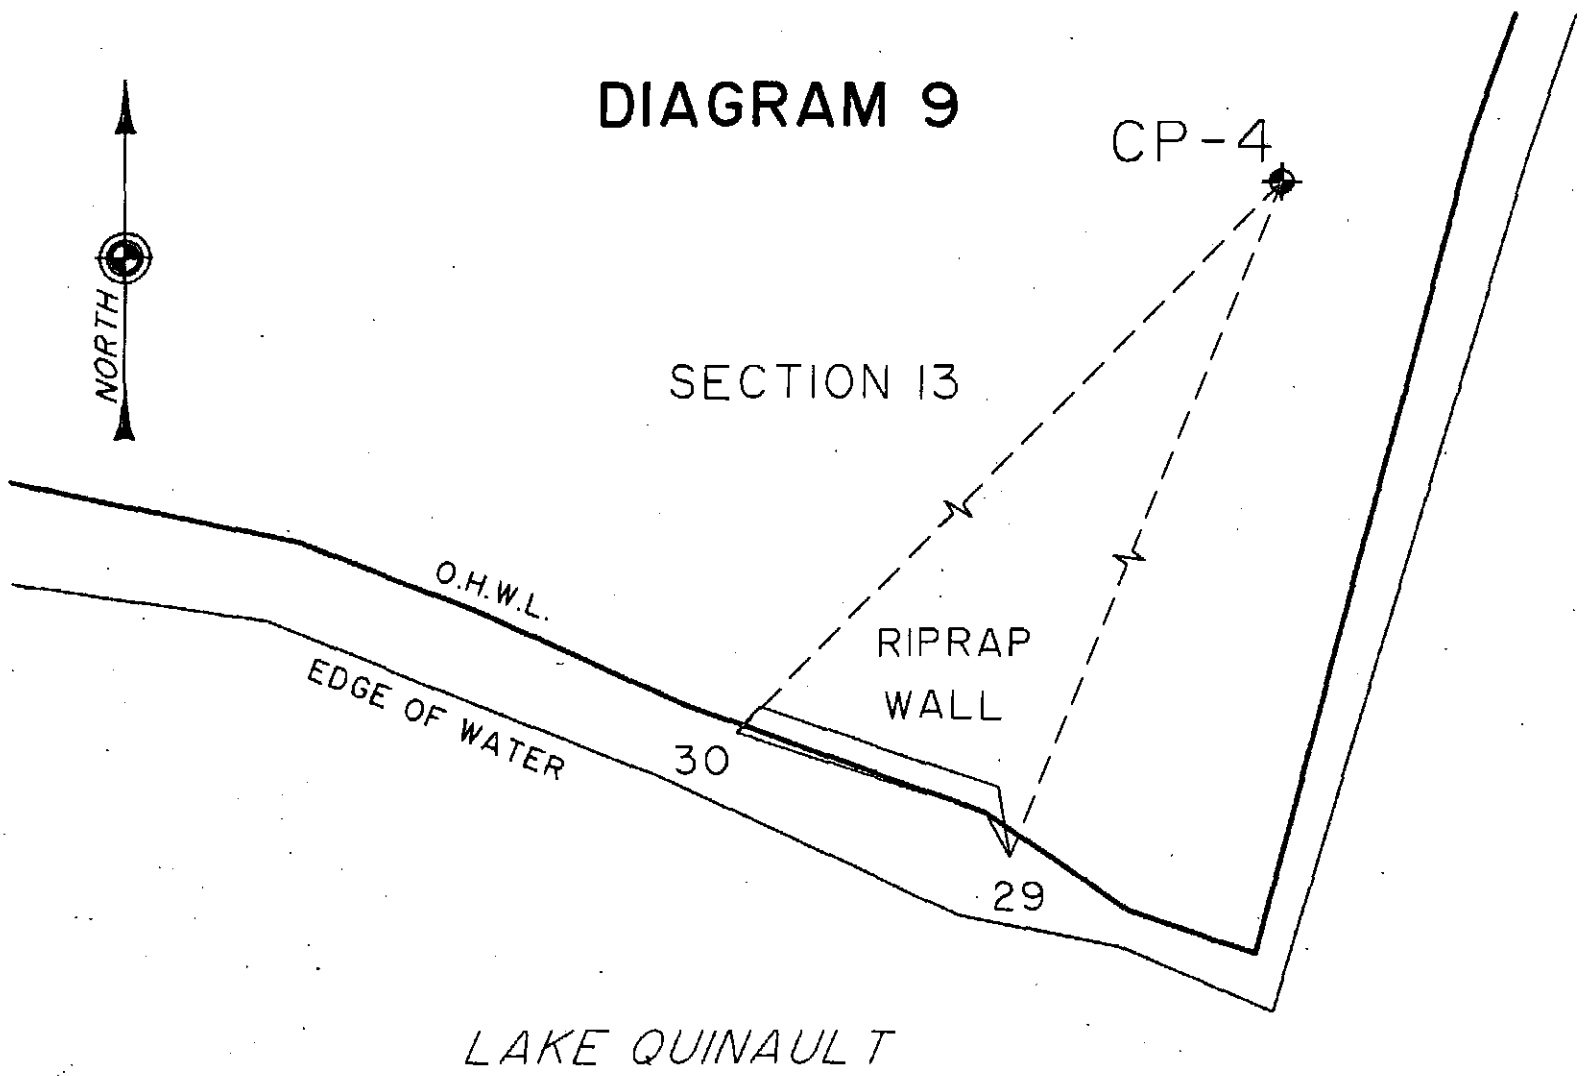 DIAGRAM 9
CP-4
NORTH
SECTION 13
O.H.W.L.
EDGE OF WATER
RIPRAP
WALL
30
29
LAKE QUINAULT